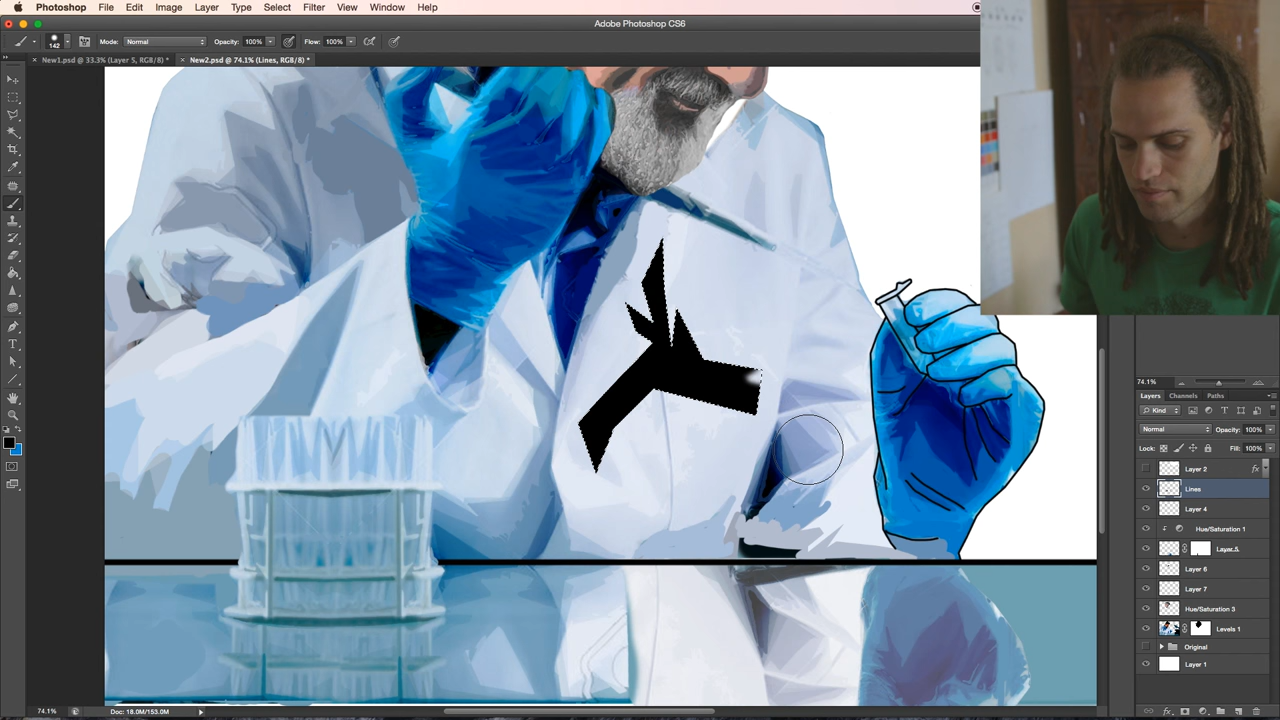 Photoshop File Edit Image Layer Type Select Filter View Window Help
Adobe Photoshop CS6
142 Mode: Normal Opacity: 100% Flow: 100%
New1.psd @ 33.3% (Layer 5, RGB/8) * New2.psd @ 74.1% (Lines, RGB/8) *
74.1%
Layers Channels Paths
Kind
Normal Opacity: 100%
Lock: Fill: 100%
Layer 2 fx
Lines
Layer 4
Hue/Saturation 1
Layer 5
Layer 6
Layer 7
Hue/Saturation 3
Levels 1
Original
Layer 1
74.1% Doc: 18.0M/153.0M
fx